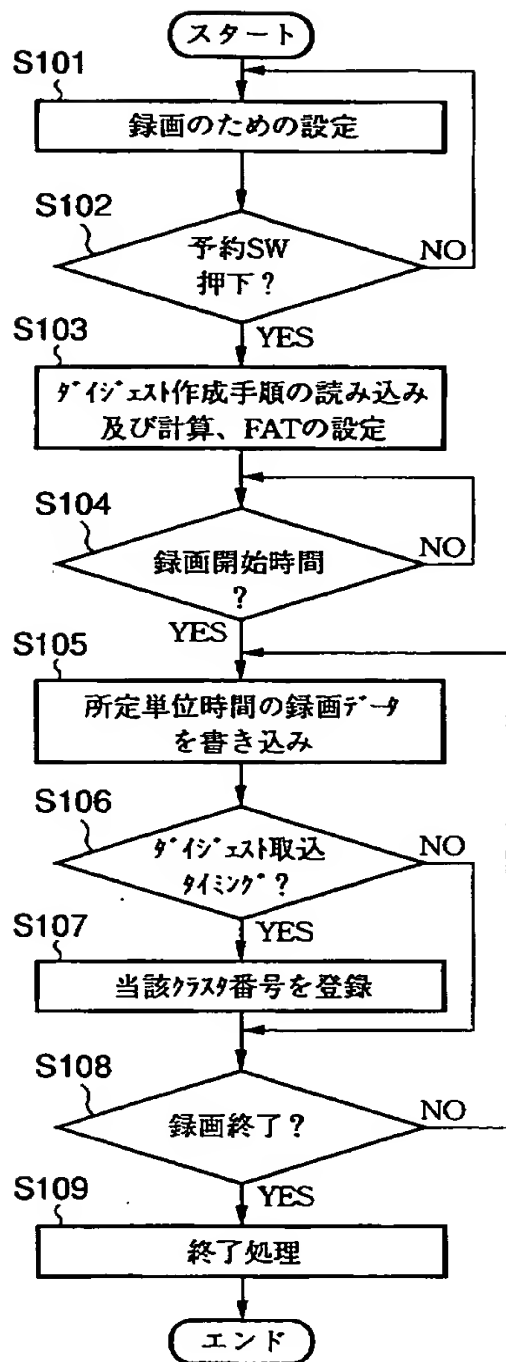 スタート
S101
録画のための設定
S102
予約SW
押下?
NO
YES
S103
ダイジェスト作成手順の読み込み
及び計算、FATの設定
S104
録画開始時間
?
NO
YES
S105
所定単位時間の録画データ
を書き込み
S106
ダイジェスト取込
タイミング?
NO
YES
S107
当該クラスタ番号を登録
S108
録画終了?
NO
YES
S109
終了処理
エンド